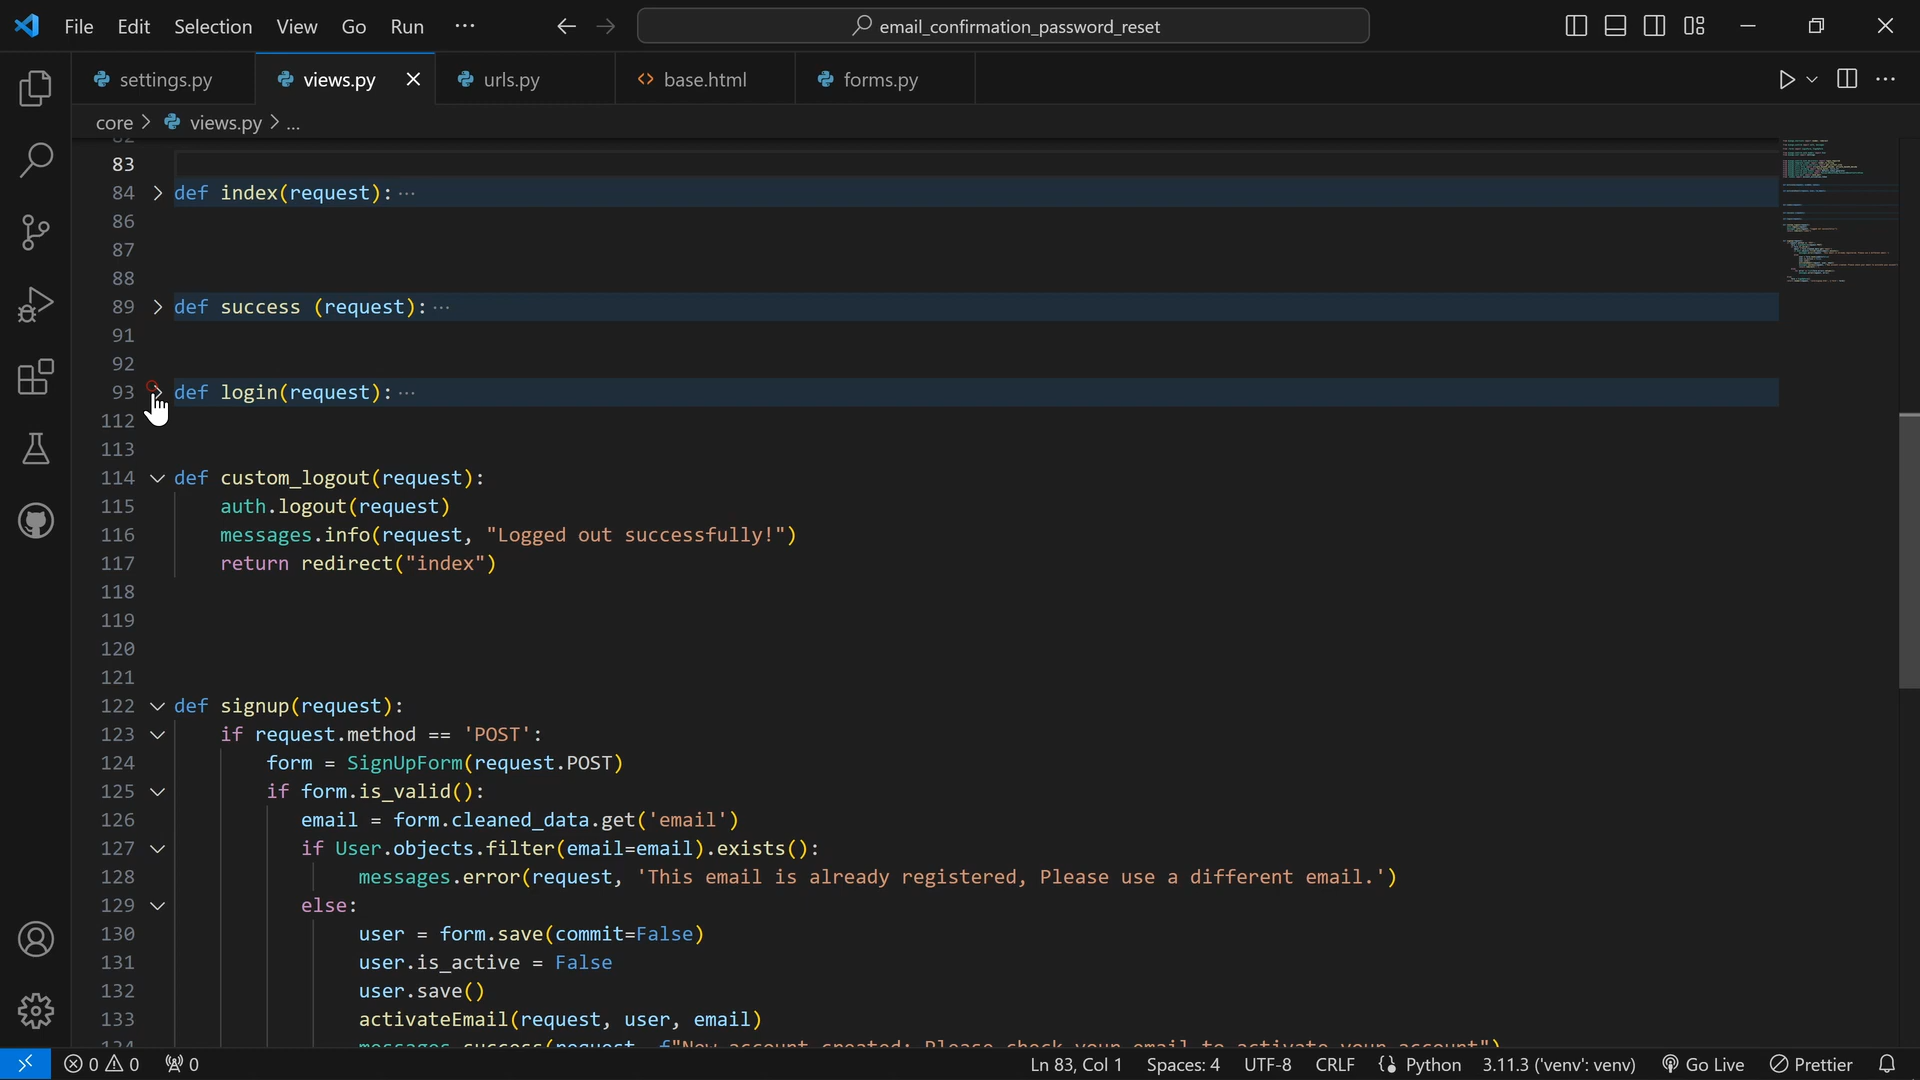 File Edit Selection View Go Run ··· email_confirmation_password_reset
settings.py views.py urls.py base.html forms.py
core > views.py > ...
82
83
84 def index(request): ···
86
87
88
89 def success (request): ···
91
92
93 def login(request): ···
112
113
114 def custom_logout(request):
115 auth.logout(request)
116 messages.info(request, "Logged out successfully!")
117 return redirect("index")
118
119
120
121
122 def signup(request):
123 if request.method == 'POST':
124 form = SignUpForm(request.POST)
125 if form.is_valid():
126 email = form.cleaned_data.get('email')
127 if User.objects.filter(email=email).exists():
128 messages.error(request, 'This email is already registered, Please use a different email.')
129 else:
130 user = form.save(commit=False)
131 user.is_active = False
132 user.save()
133 activateEmail(request, user, email)
134 messages.success(request, f"New account created: Please check your email to activate your account")
0 0 0 Ln 83, Col 1 Spaces: 4 UTF-8 CRLF Python 3.11.3 ('venv': venv) Go Live Prettier